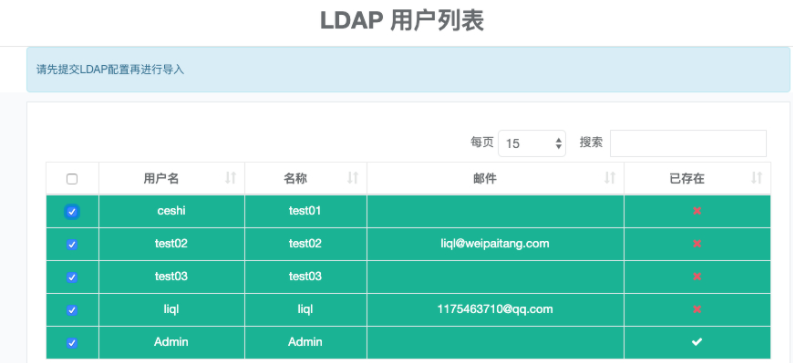 LDAP 用户列表
请先提交LDAP配置再进行导入
每页 15 搜索
用户名 名称 邮件 已存在
ceshi test01
test02 test02 liql@weipaitang.com
test03 test03
liql liql 1175463710@qq.com
Admin Admin